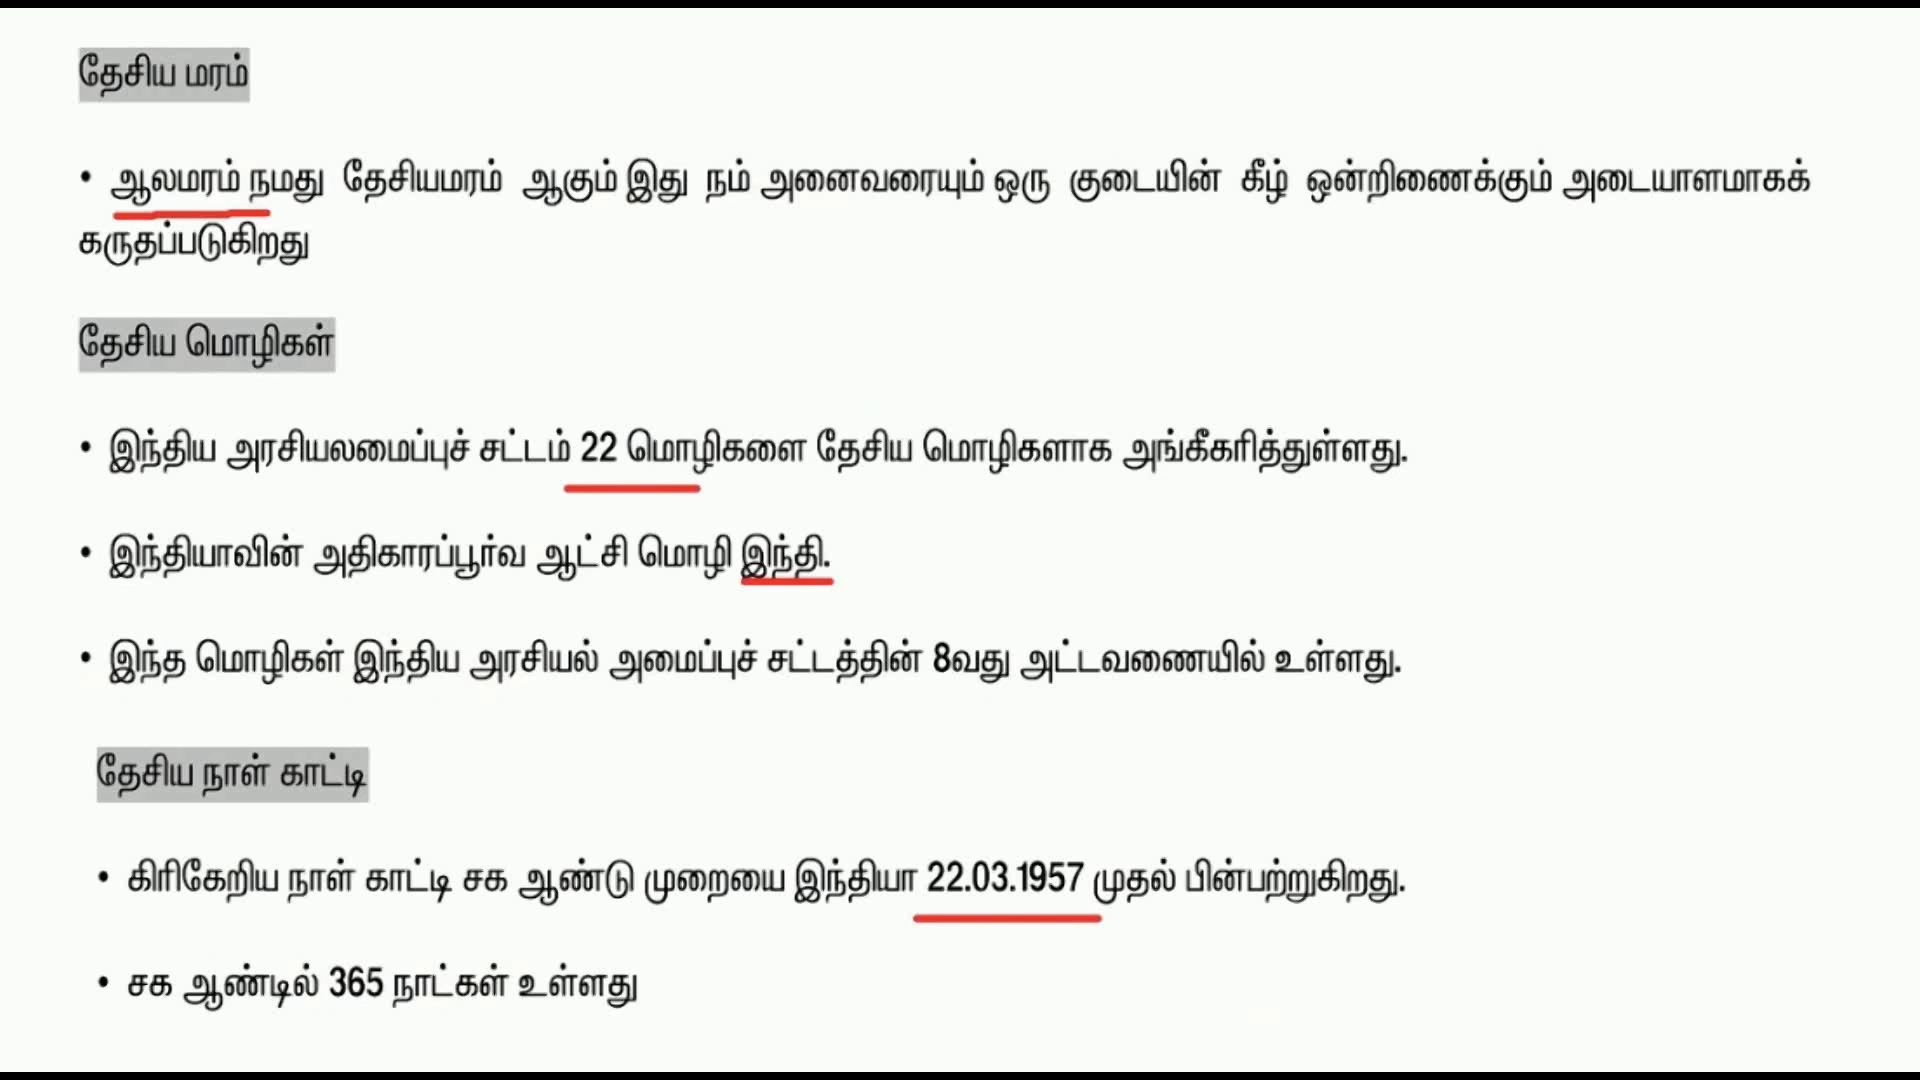 தேசிய மரம்
• ஆலமரம் நமது தேசியமரம் ஆகும் இது நம் அனைவரையும் ஒரு குடையின் கீழ் ஒன்றிணைக்கும் அடையாளமாகக்
கருதப்படுகிறது
தேசிய மொழிகள்
• இந்திய அரசியலமைப்புச் சட்டம் 22 மொழிகளை தேசிய மொழிகளாக அங்கீகரித்துள்ளது.
• இந்தியாவின் அதிகாரப்பூர்வ ஆட்சி மொழி இந்தி.
• இந்த மொழிகள் இந்திய அரசியல் அமைப்புச் சட்டத்தின் 8வது அட்டவணையில் உள்ளது.
தேசிய நாள் காட்டி
• கிரிகேறிய நாள் காட்டி சக ஆண்டு முறையை இந்தியா 22.03.1957 முதல் பின்பற்றுகிறது.
• சக ஆண்டில் 365 நாட்கள் உள்ளது